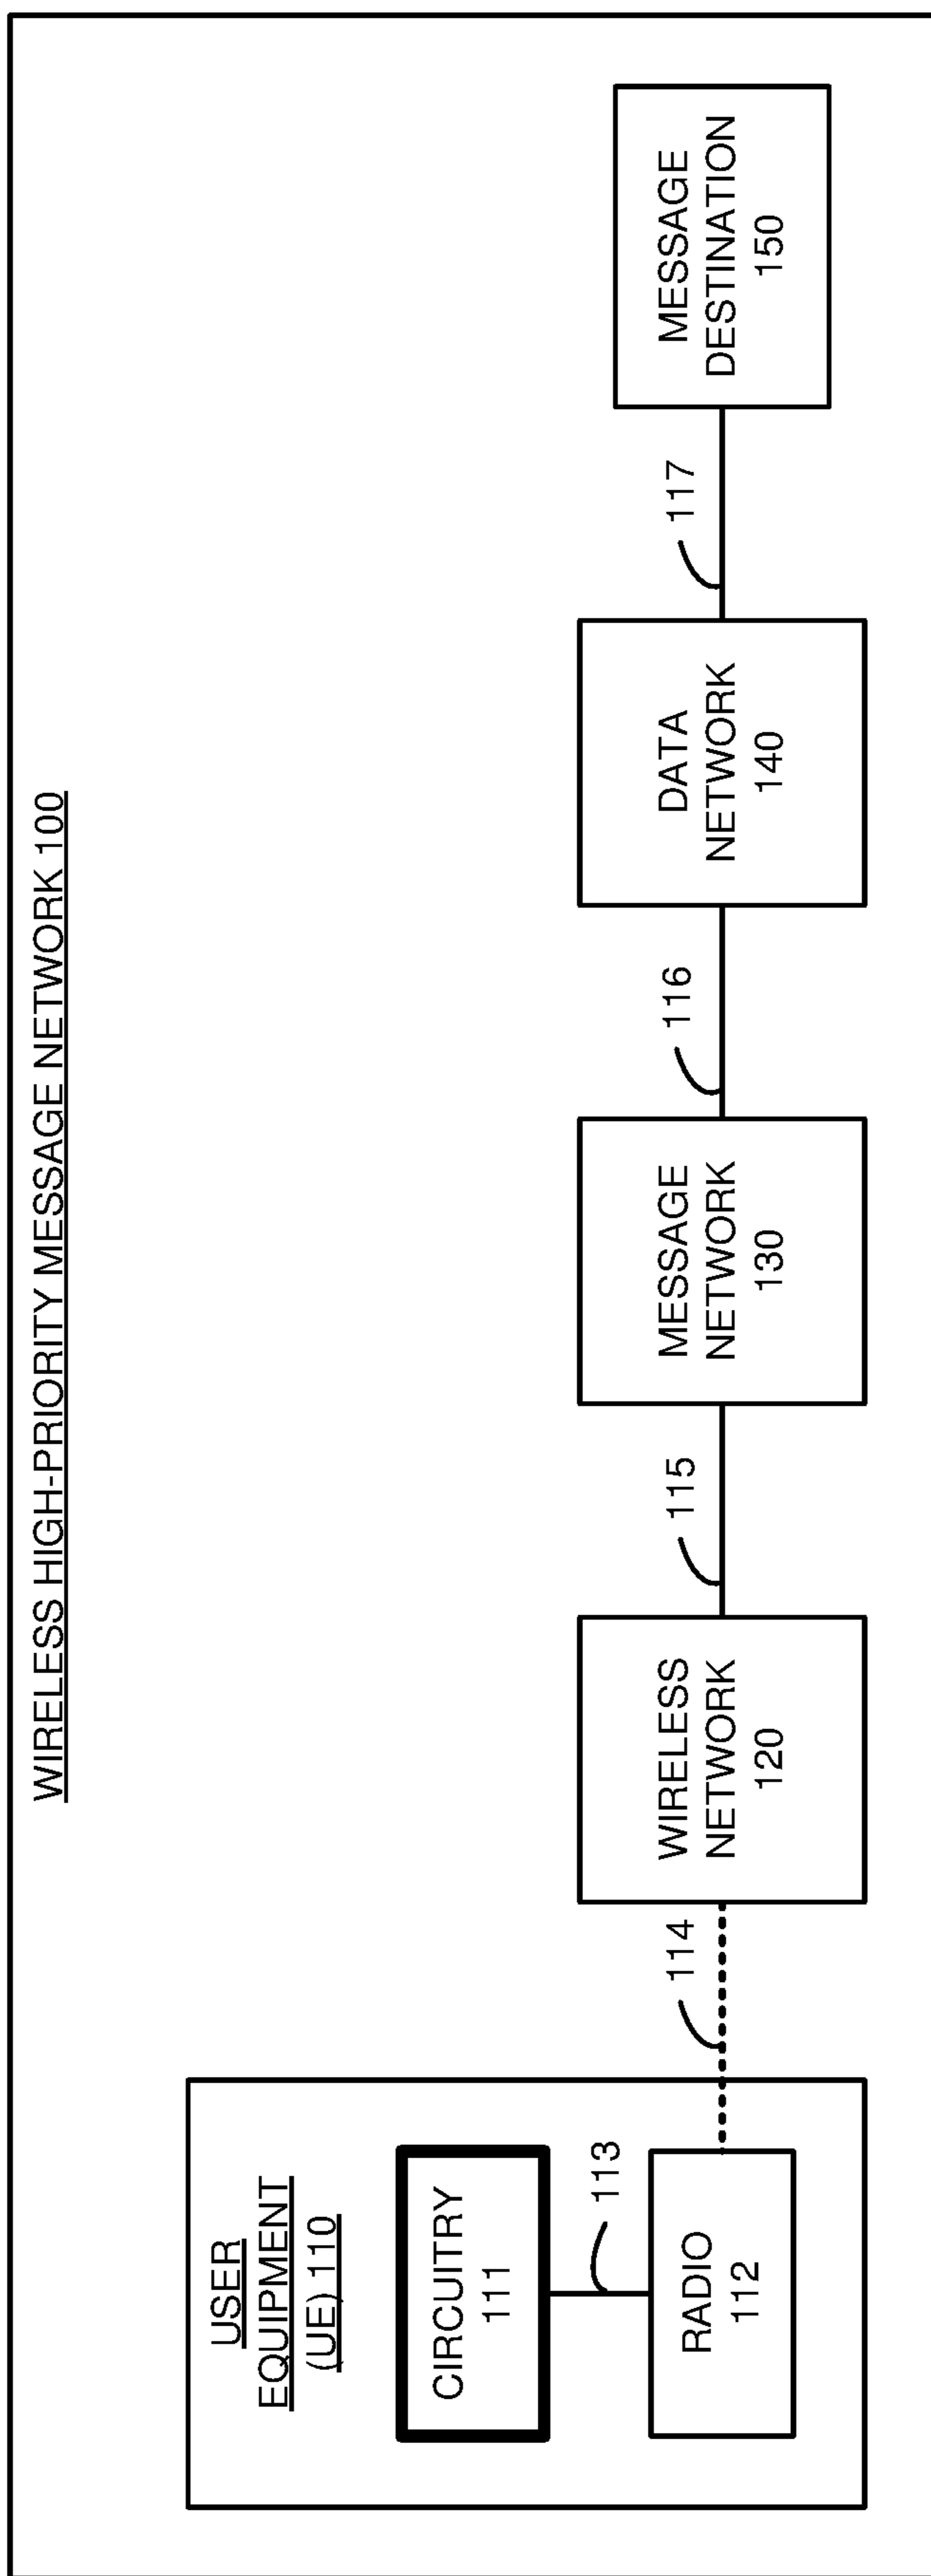 WIRELESS HIGH-PRIORITY MESSAGE NETWORK 100
USER
EQUIPMENT
(UE) 110
CIRCUITRY
111
113
RADIO
112
114
WIRELESS
NETWORK
120
115
MESSAGE
NETWORK
130
116
DATA
NETWORK
140
117
MESSAGE
DESTINATION
150